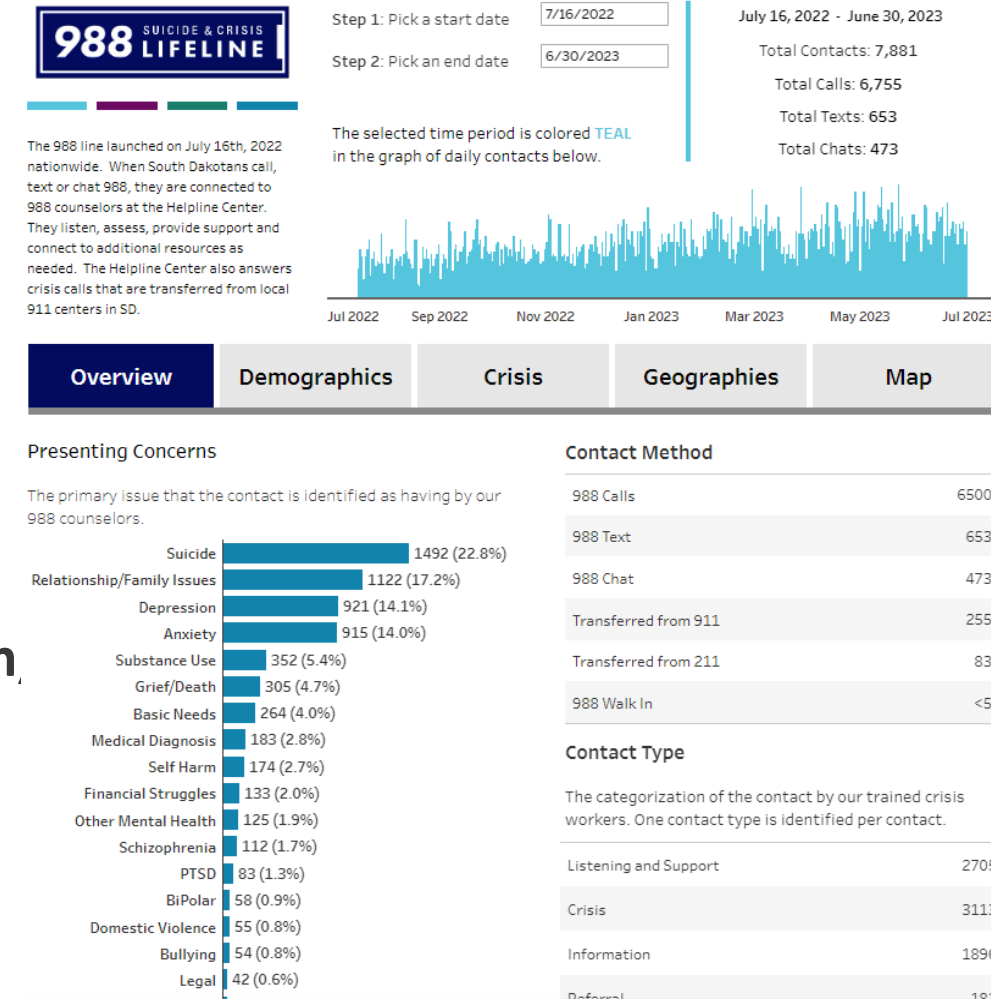 988 SUICIDE & CRISIS
LIFELINE
Step 1: Pick a start date
7/16/2022
Step 2: Pick an end date
6/30/2023
The selected time period is colored TEAL
in the graph of daily contacts below.
July 16, 2022 - June 30, 2023
Total Contacts: 7,881
Total Calls: 6,755
Total Texts: 653
Total Chats: 473
The 988 line launched on July 16th, 2022
nationwide. When South Dakotans call,
text or chat 988, they are connected to
988 counselors at the Helpline Center.
They listen, assess, provide support and
connect to additional resources as
needed. The Helpline Center also answers
crisis calls that are transferred from local
911 centers in SD.
Jul 2022 Sep 2022 Nov 2022 Jan 2023 Mar 2023 May 2023 Jul 2023
Overview Demographics Crisis Geographies Map
Presenting Concerns
The primary issue that the contact is identified as having by our
988 counselors.
Suicide 1492 (22.8%)
Relationship/Family Issues 1122 (17.2%)
Depression 921 (14.1%)
Anxiety 915 (14.0%)
Substance Use 352 (5.4%)
Grief/Death 305 (4.7%)
Basic Needs 264 (4.0%)
Medical Diagnosis 183 (2.8%)
Self Harm 174 (2.7%)
Financial Struggles 133 (2.0%)
Other Mental Health 125 (1.9%)
Schizophrenia 112 (1.7%)
PTSD 83 (1.3%)
BiPolar 58 (0.9%)
Domestic Violence 55 (0.8%)
Bullying 54 (0.8%)
Legal 42 (0.6%)
Contact Method
988 Calls 6500
988 Text 653
988 Chat 473
Transferred from 911 255
Transferred from 211 83
988 Walk In <5
Contact Type
The categorization of the contact by our trained crisis
workers. One contact type is identified per contact.
Listening and Support 2705
Crisis 3113
Information 1896
Referral